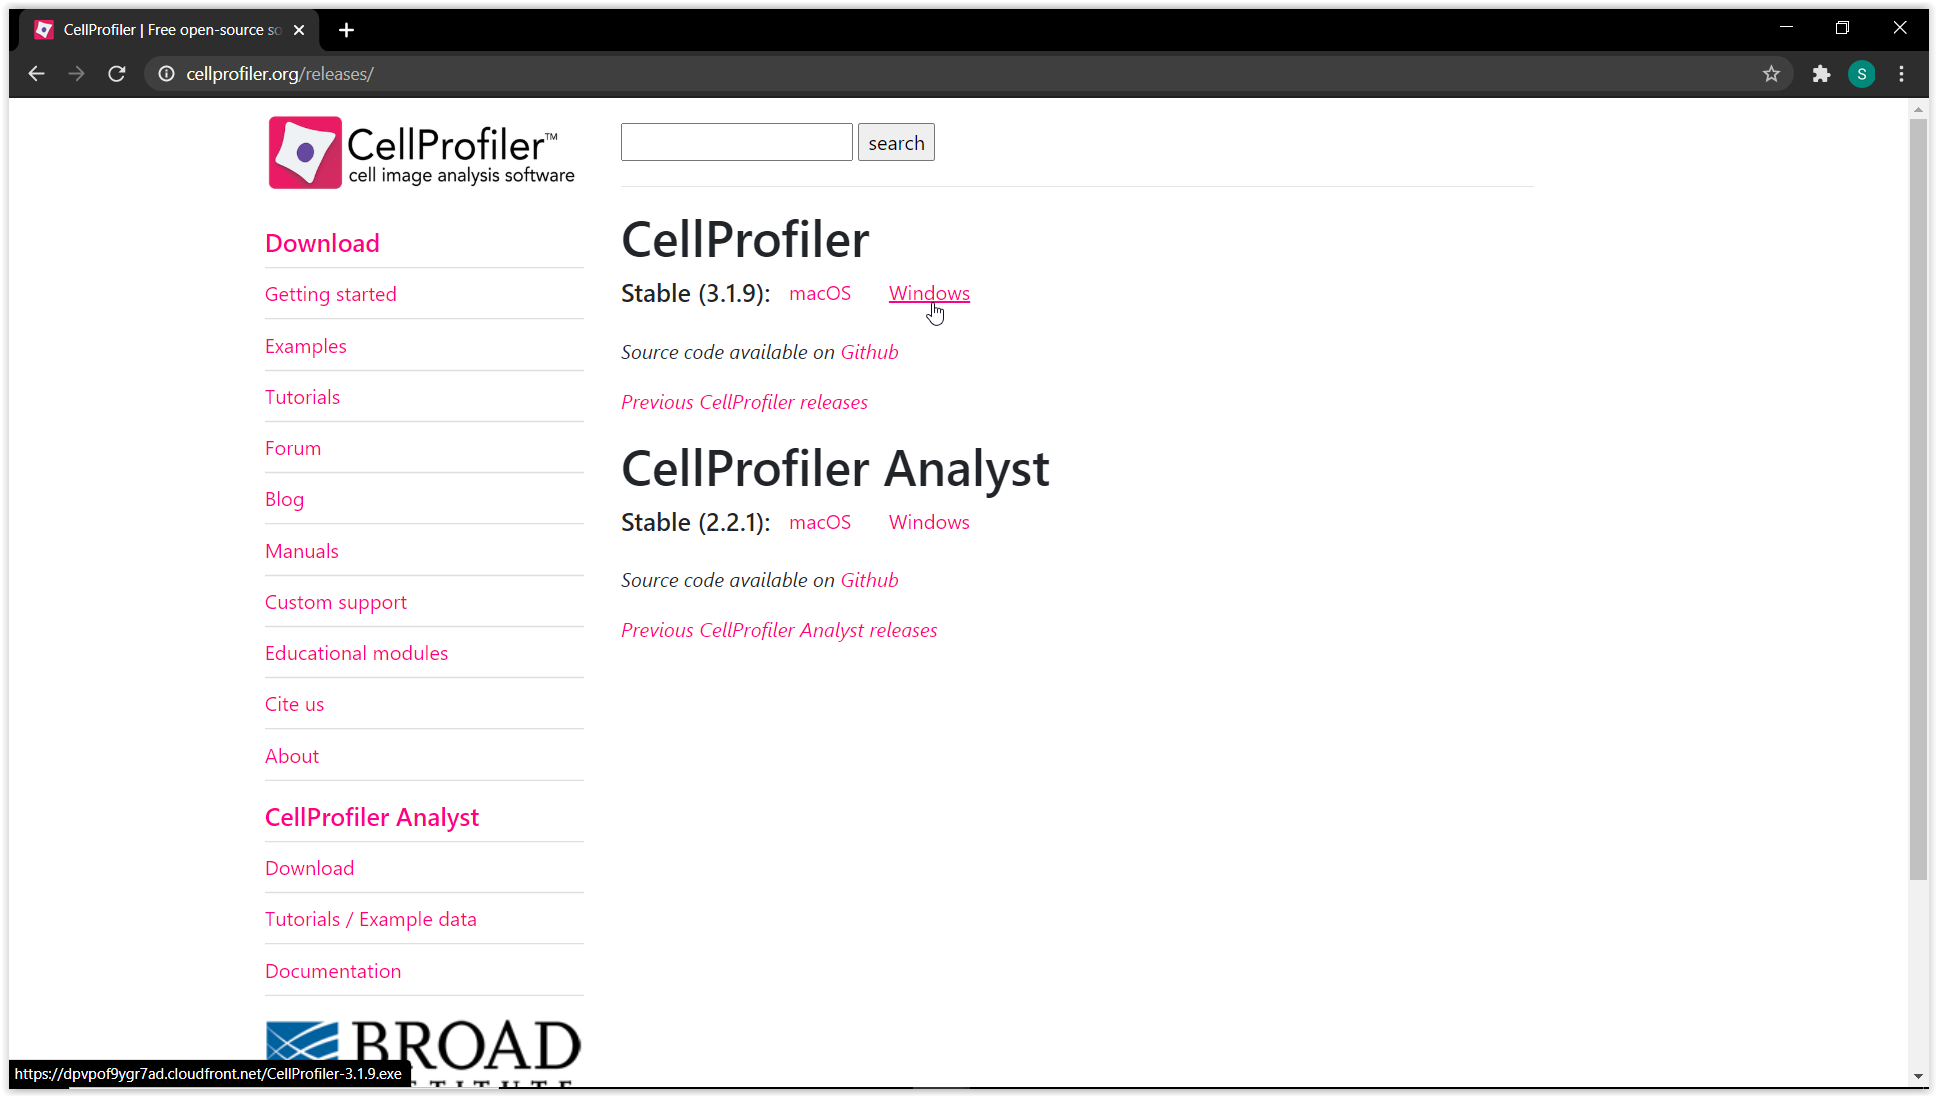 CellProfiler | Free open-source so
cellprofiler.org/releases/
S
CellProfiler™
cell image analysis software
search
Download
Getting started
Examples
Tutorials
Forum
Blog
Manuals
Custom support
Educational modules
Cite us
About
CellProfiler Analyst
Download
Tutorials / Example data
Documentation
BROAD
CellProfiler
Stable (3.1.9): macOS Windows
Source code available on Github
Previous CellProfiler releases
CellProfiler Analyst
Stable (2.2.1): macOS Windows
Source code available on Github
Previous CellProfiler Analyst releases
https://dpvpof9ygr7ad.cloudfront.net/CellProfiler-3.1.9.exe